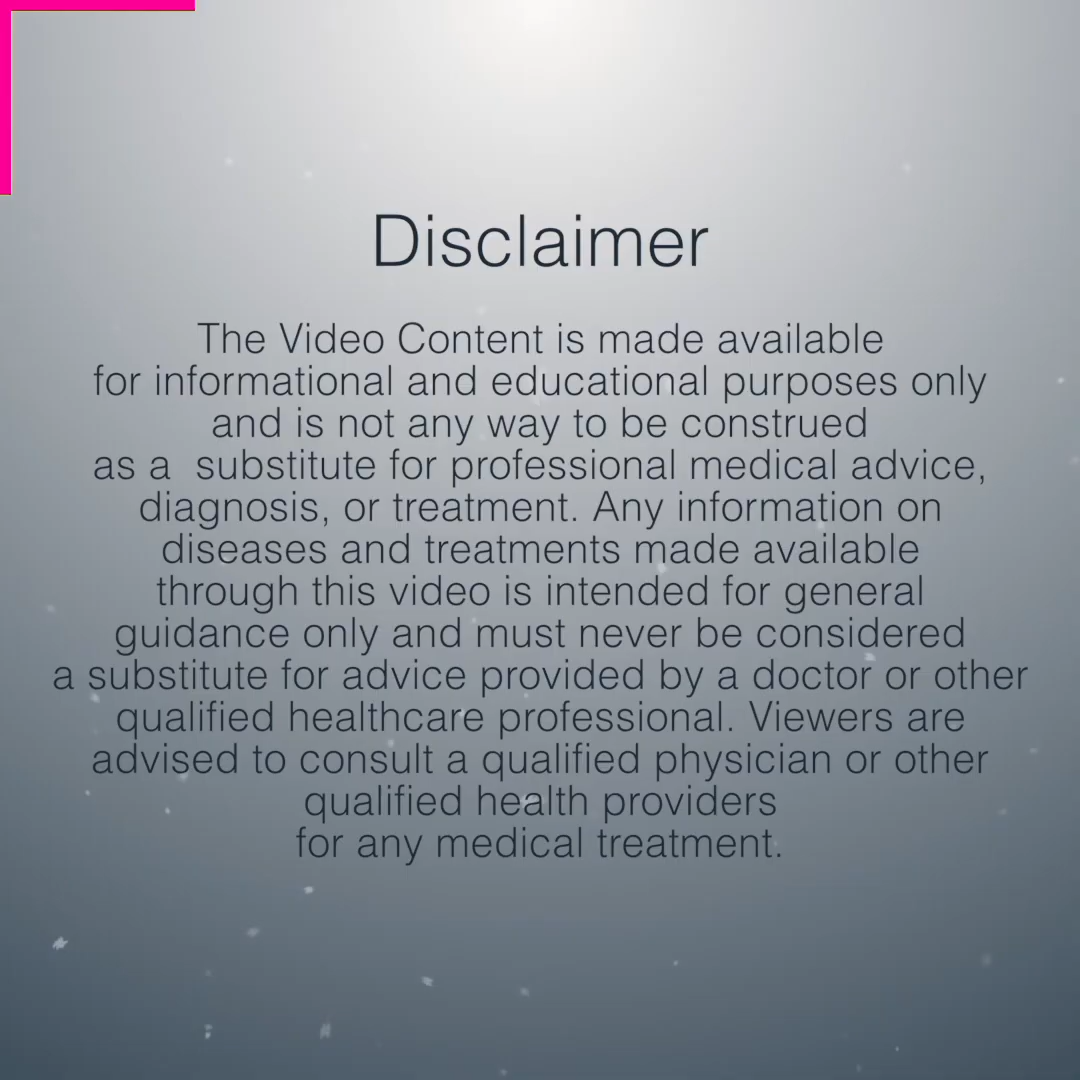 Disclaimer
The Video Content is made available
for informational and educational purposes only
and is not any way to be construed
as a  substitute for professional medical advice,
diagnosis, or treatment. Any information on
diseases and treatments made available
through this video is intended for general
guidance only and must never be considered
a substitute for advice provided by a doctor or other
qualified healthcare professional. Viewers are
advised to consult a qualified physician or other
qualified health providers
for any medical treatment.